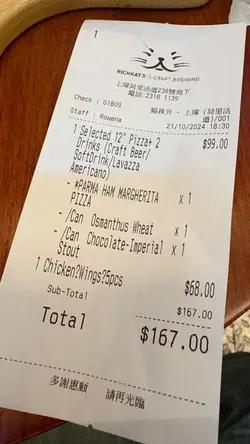 1
RICHKAT's | CRAFT BREWING
上環阿里活道238號地下
電話:2318 1139
Check : 01809
貓員外 - 上環 (荷里活道)/001
Staff : Rowena
21/10/2024 18:30
1 Selected 12" Pizza+ 2 $99.00
Drinks (Craft Beer/
SoftDrink/Lavazza
Americano)
- *PARMA HAM MARGHERITA x 1
PIZZA
- /Can Osmanthus Wheat x 1
- /Can Chocolate-Imperial x 1
Stout
1 Chicken?Wings?5pcs $68.00
Sub-Total $167.00
Total $167.00
多謝惠顧 請再光臨